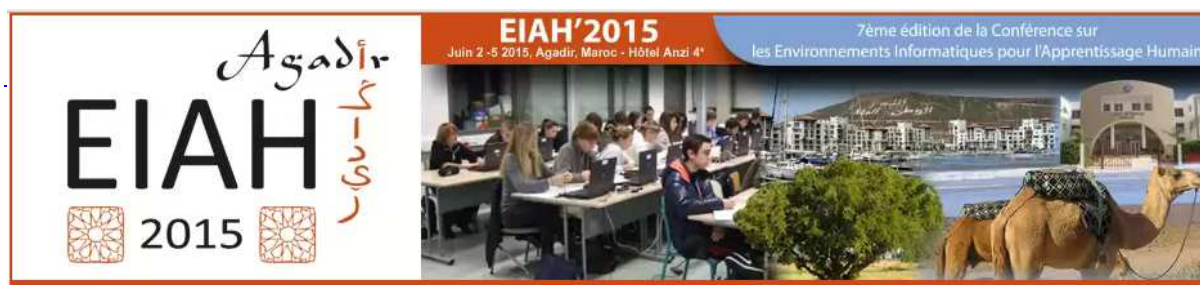 Agadir
EIAH
2015
أگادير
EIAH'2015
Juin 2 -5 2015, Agadir, Maroc - Hôtel Anzi 4*
7ème édition de la Conférence sur
les Environnements Informatiques pour l'Apprentissage Humain